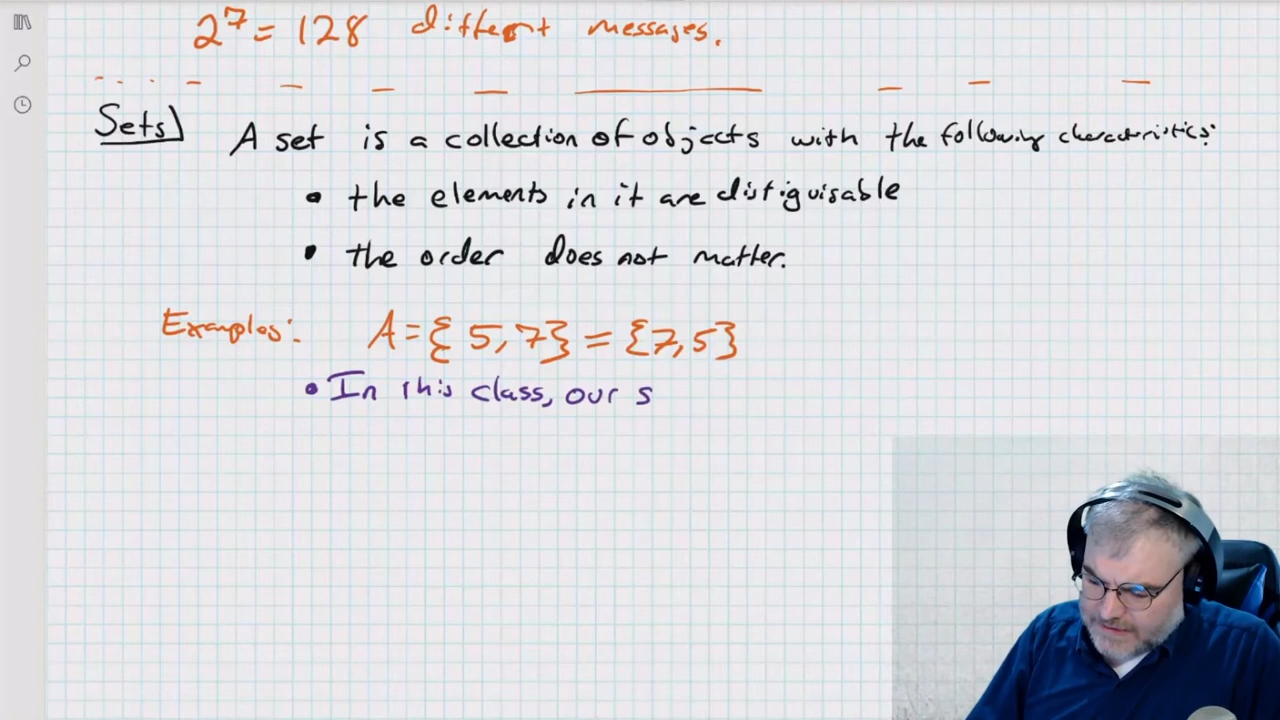 2⁷ = 128 different messages.
Sets) A set is a collection of objects with the following characteristics:
• the elements in it are distiguisable
• the order does not matter.
Examples: A = {5,7} = {7,5}
• In this class, our s